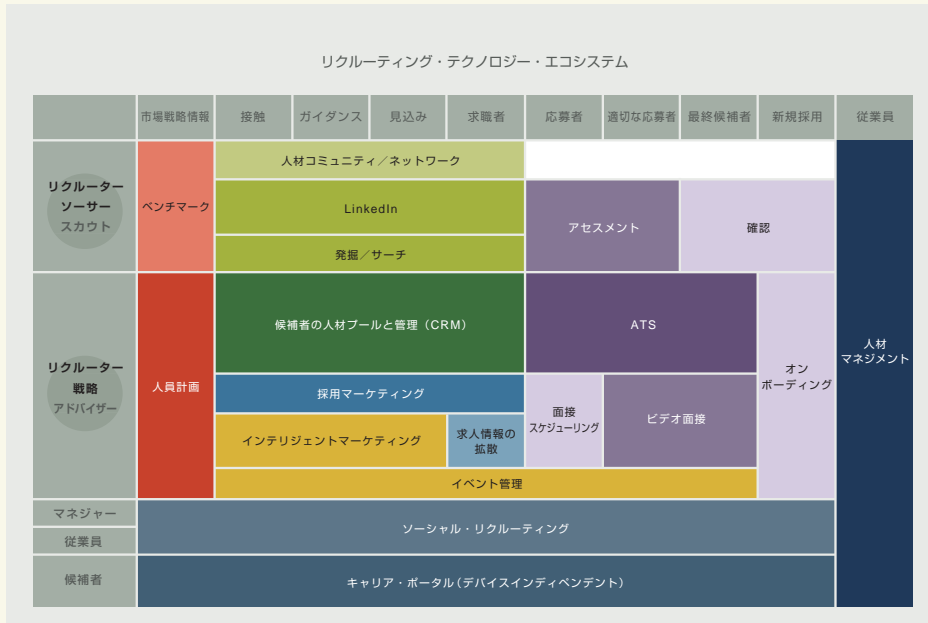 リクルーティング・テクノロジー・エコシステム
市場戦略情報
接触
ガイダンス
見込み
求職者
応募者
適切な応募者
最終候補者
新規採用
従業員
リクルーター
ソーサー
スカウト
ベンチマーク
人材コミュニティ／ネットワーク
LinkedIn
発掘／サーチ
アセスメント
確認
リクルーター
戦略
アドバイザー
人員計画
候補者の人材プールと管理（CRM）
ATS
採用マーケティング
インテリジェントマーケティング
求人情報の
拡散
面接
スケジューリング
ビデオ面接
オン
ボーディング
イベント管理
人材
マネジメント
マネジャー
従業員
ソーシャル・リクルーティング
候補者
キャリア・ポータル（デバイスインディペンデント）